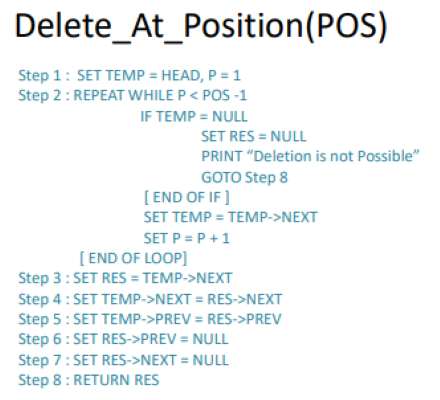 Delete_At_Position(POS)
Step 1 : SET TEMP = HEAD, P = 1
Step 2 : REPEAT WHILE P < POS -1
IF TEMP = NULL
SET RES = NULL
PRINT “Deletion is not Possible”
GOTO Step 8
[ END OF IF ]
SET TEMP = TEMP->NEXT
SET P = P + 1
[ END OF LOOP]
Step 3 : SET RES = TEMP->NEXT
Step 4 : SET TEMP->NEXT = RES->NEXT
Step 5 : SET TEMP->PREV = RES->PREV
Step 6 : SET RES->PREV = NULL
Step 7 : SET RES->NEXT = NULL
Step 8 : RETURN RES